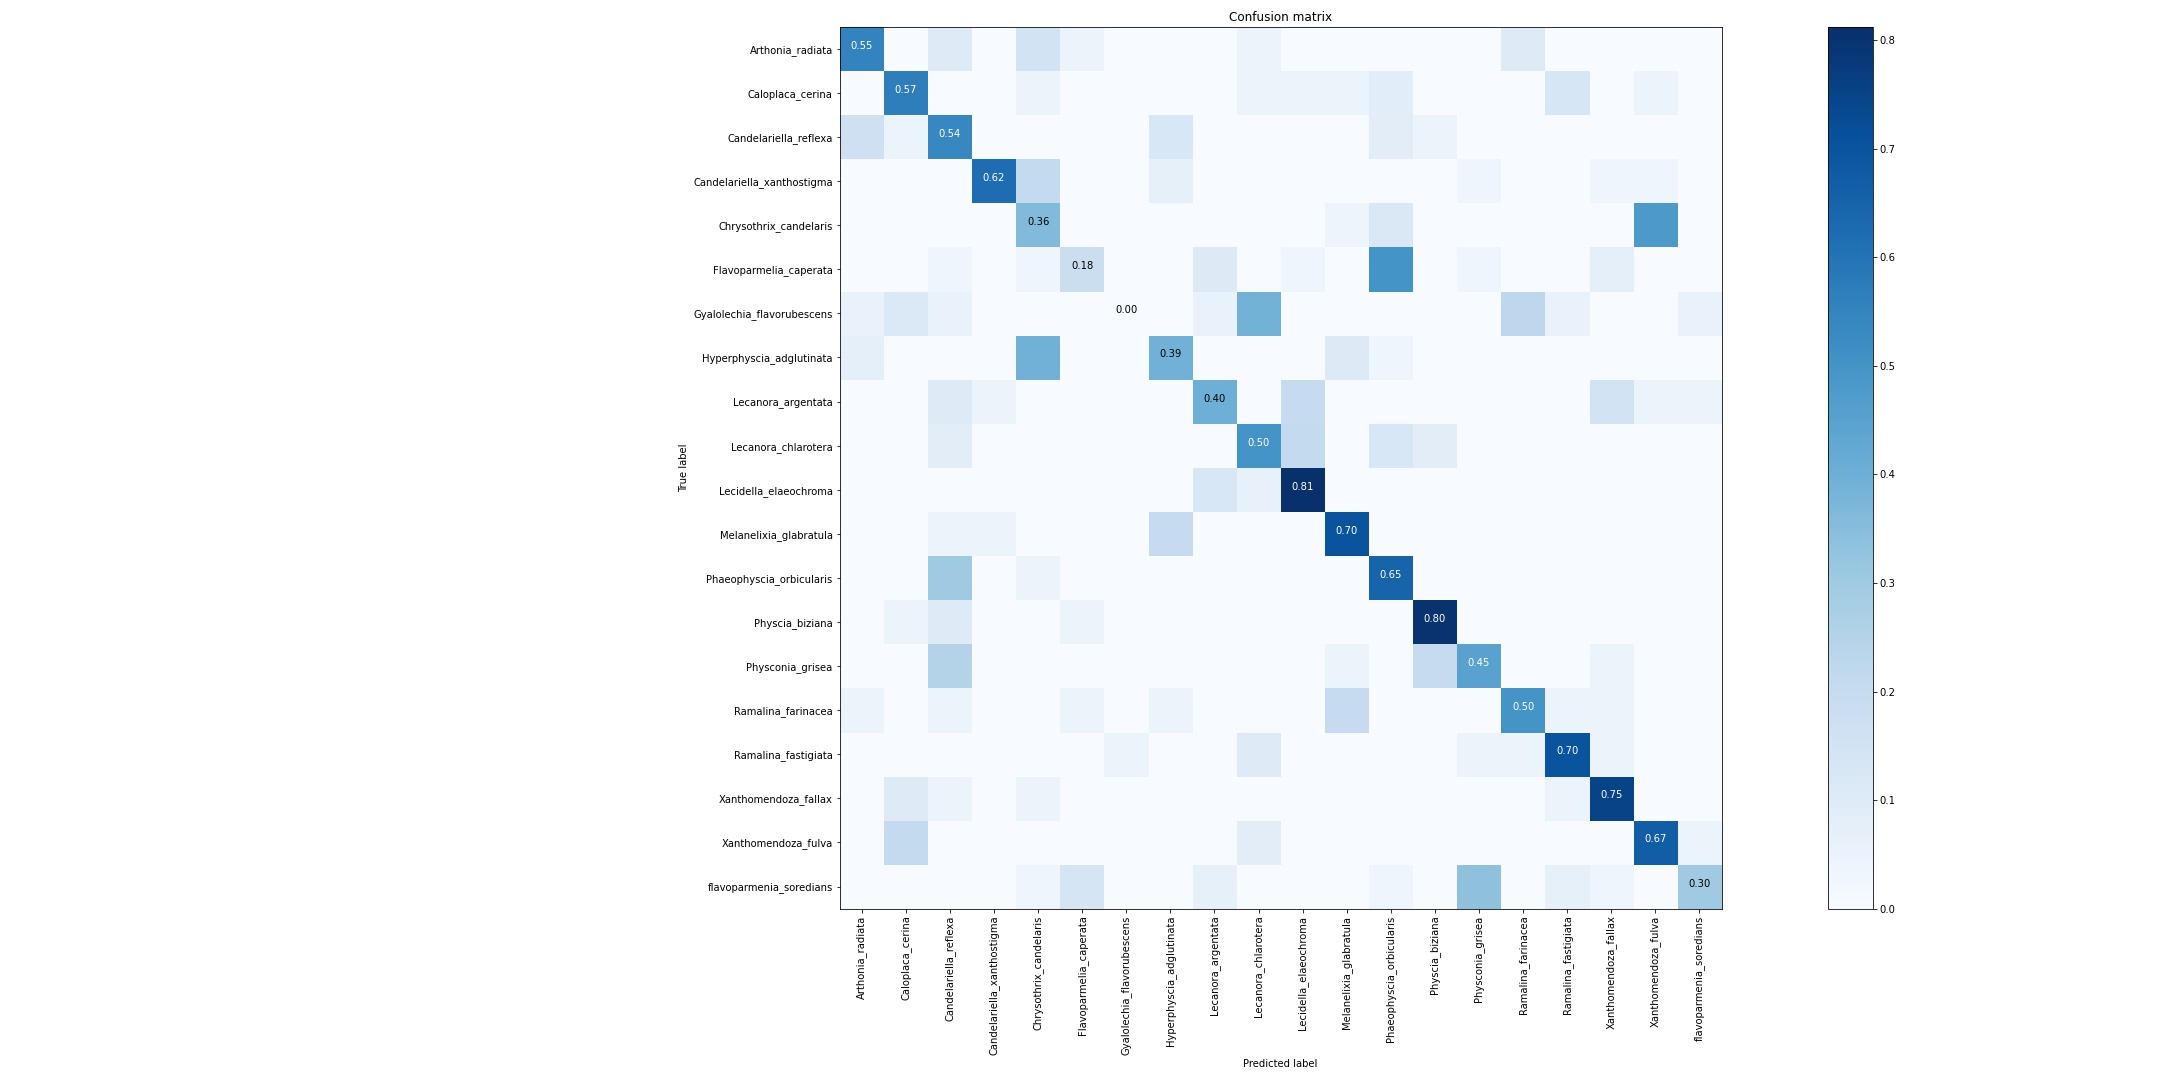 Confusion matrix
Arthonia_radiata
Caloplaca_cerina
Candelariella_reflexa
Candelariella_xanthostigma
Chrysothrix_candelaris
Flavoparmelia_caperata
Gyalolechia_flavorubescens
Hyperphyscia_adglutinata
Lecanora_argentata
Lecanora_chlarotera
Lecidella_elaeochroma
Melanelixia_glabratula
Phaeophyscia_orbicularis
Physcia_biziana
Physconia_grisea
Ramalina_farinacea
Ramalina_fastigiata
Xanthomendoza_fallax
Xanthomendoza_fulva
flavoparmenia_soredians
True label
0.55
0.57
0.54
0.62
0.36
0.18
0.00
0.39
0.40
0.50
0.81
0.70
0.65
0.80
0.45
0.50
0.70
0.75
0.67
0.30
Arthonia_radiata
Caloplaca_cerina
Candelariella_reflexa
Candelariella_xanthostigma
Chrysothrix_candelaris
Flavoparmelia_caperata
Gyalolechia_flavorubescens
Hyperphyscia_adglutinata
Lecanora_argentata
Lecanora_chlarotera
Lecidella_elaeochroma
Melanelixia_glabratula
Phaeophyscia_orbicularis
Physcia_biziana
Physconia_grisea
Ramalina_farinacea
Ramalina_fastigiata
Xanthomendoza_fallax
Xanthomendoza_fulva
flavoparmenia_soredians
Predicted label
0.8
0.7
0.6
0.5
0.4
0.3
0.2
0.1
0.0